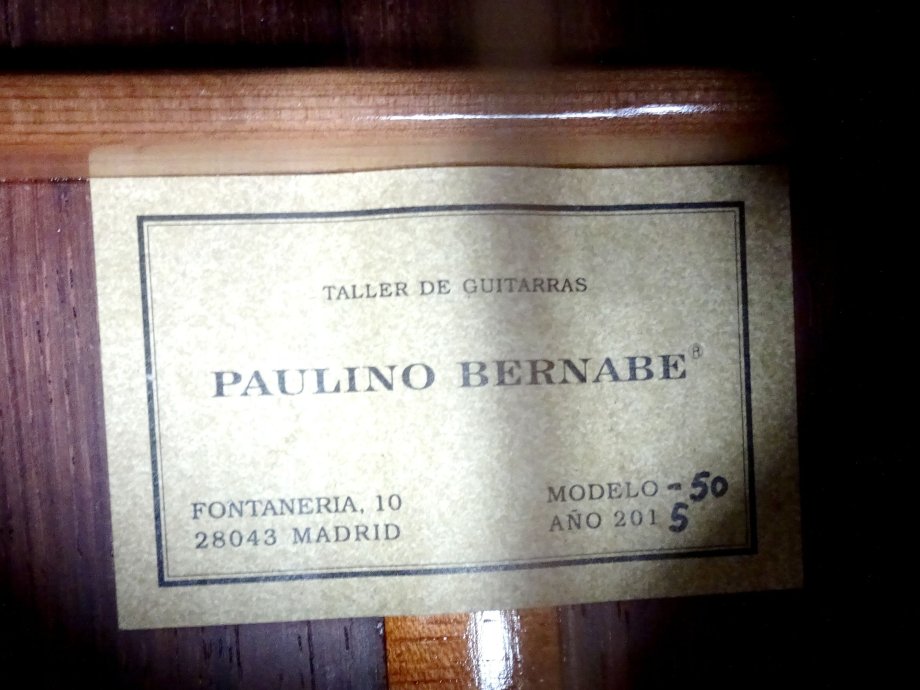 TALLER DE GUITARRAS
PAULINO BERNABE®
FONTANERIA, 10
28043 MADRID
MODELO -50
AÑO 2015